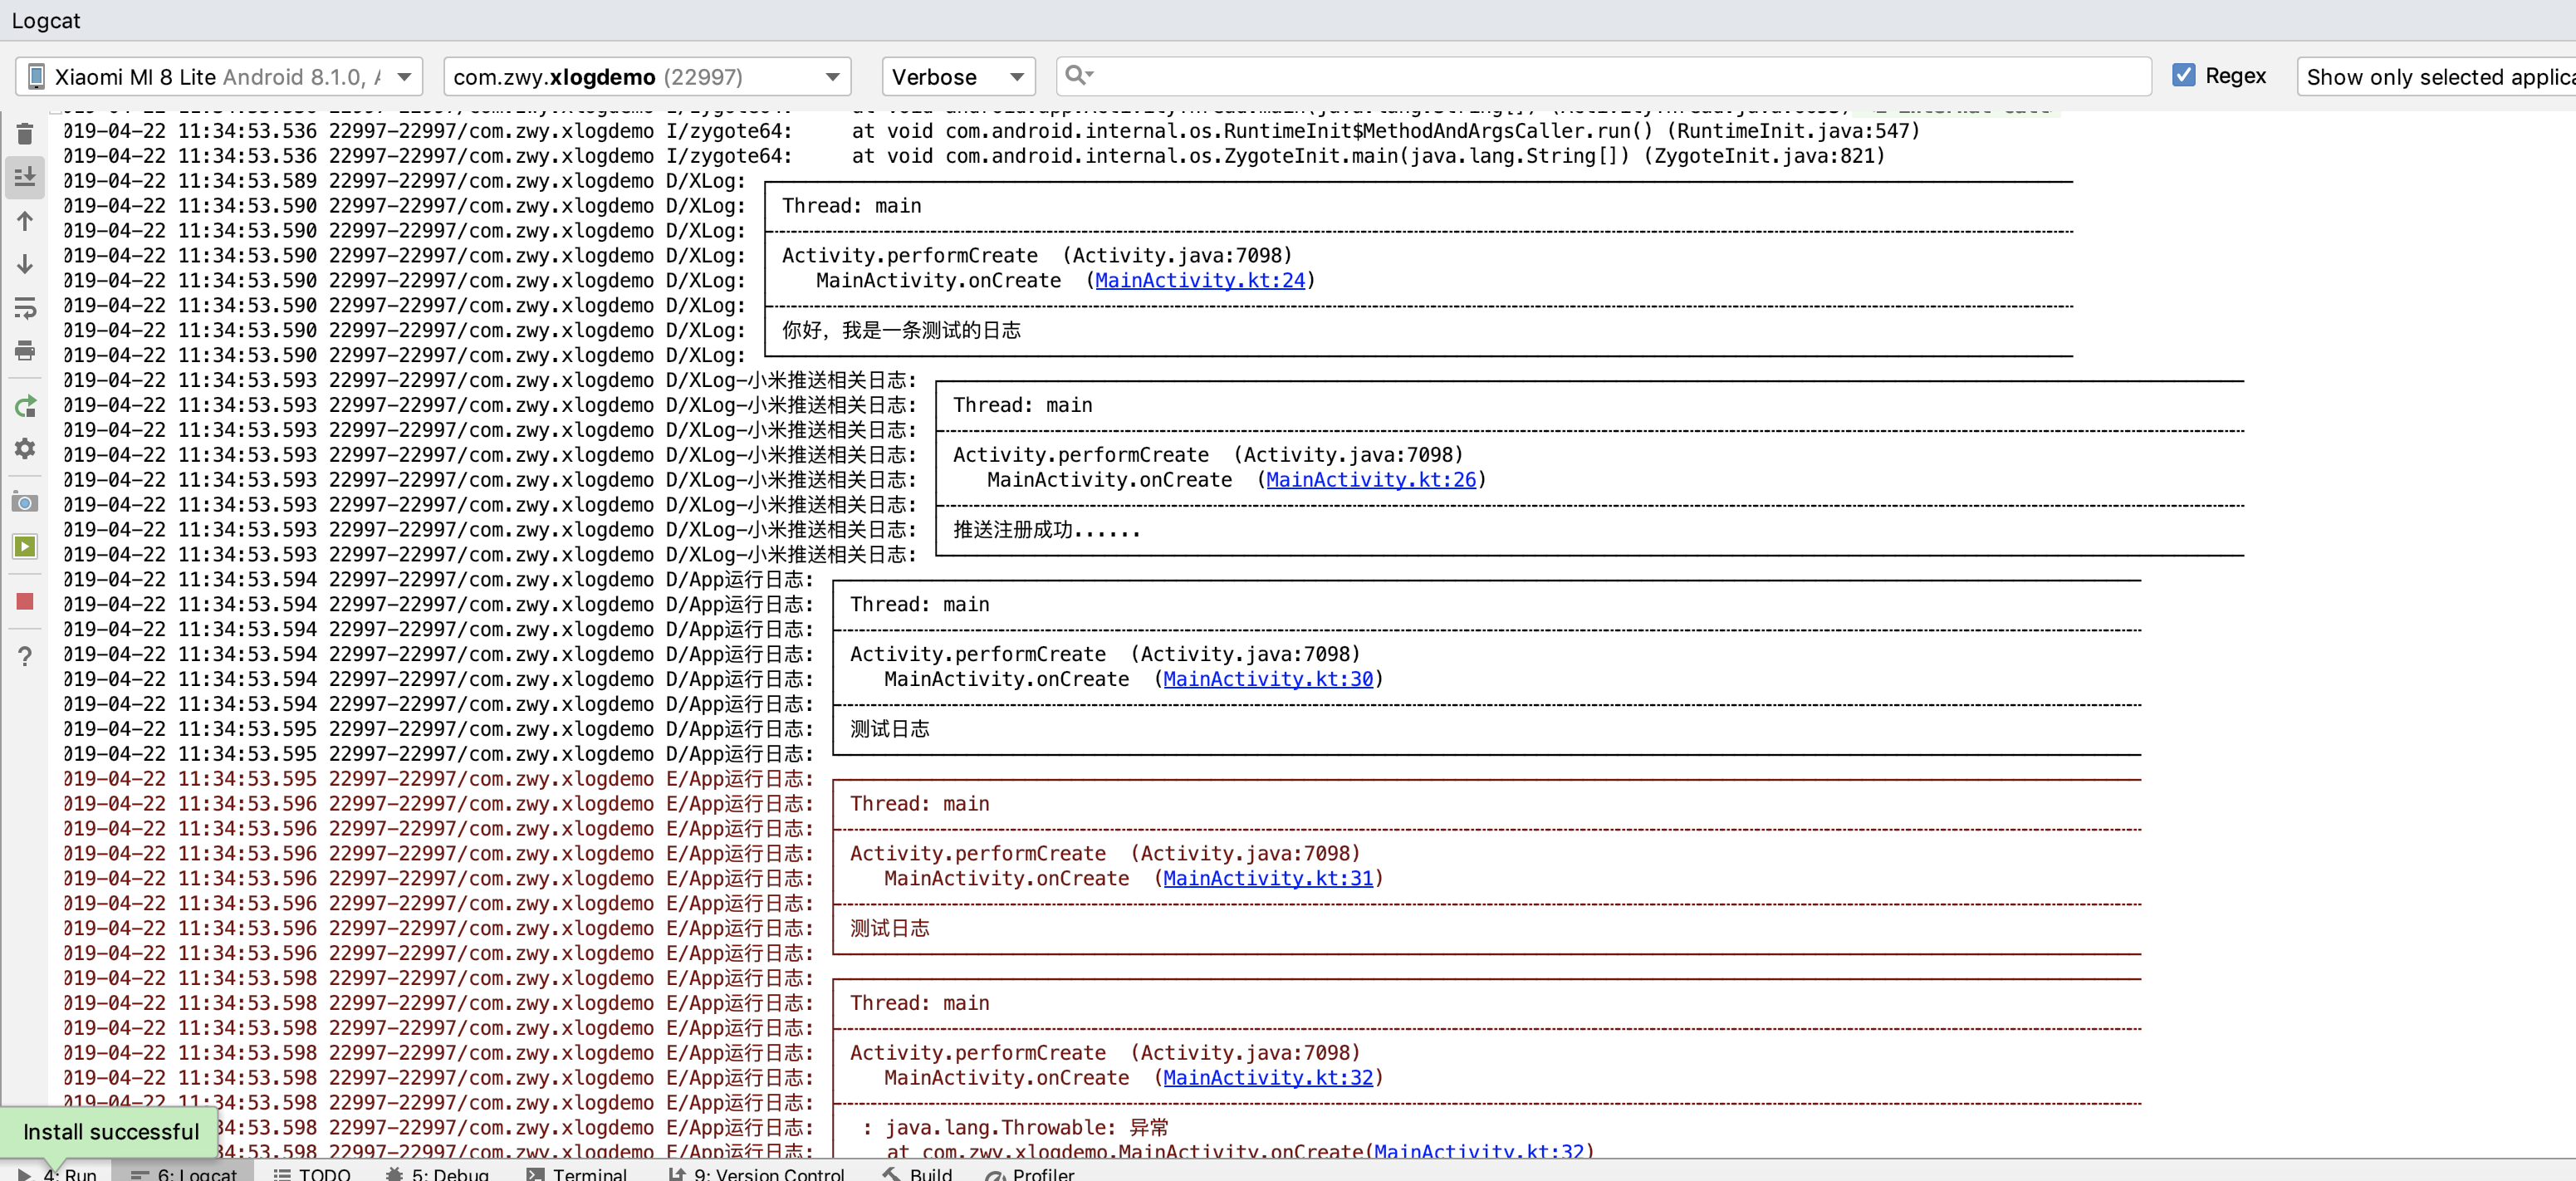 Logcat
Xiaomi MI 8 Lite Android 8.1.0, com.zwy.xlogdemo (22997) Verbose Regex Show only selected applica
019-04-22 11:34:53.536 22997-22997/com.zwy.xlogdemo I/zygote64:     at void com.android.internal.os.RuntimeInit$MethodAndArgsCaller.run() (RuntimeInit.java:547)
019-04-22 11:34:53.536 22997-22997/com.zwy.xlogdemo I/zygote64:     at void com.android.internal.os.ZygoteInit.main(java.lang.String[]) (ZygoteInit.java:821)
019-04-22 11:34:53.589 22997-22997/com.zwy.xlogdemo D/XLog:
019-04-22 11:34:53.590 22997-22997/com.zwy.xlogdemo D/XLog: Thread: main
019-04-22 11:34:53.590 22997-22997/com.zwy.xlogdemo D/XLog:
019-04-22 11:34:53.590 22997-22997/com.zwy.xlogdemo D/XLog: Activity.performCreate  (Activity.java:7098)
019-04-22 11:34:53.590 22997-22997/com.zwy.xlogdemo D/XLog:    MainActivity.onCreate  (MainActivity.kt:24)
019-04-22 11:34:53.590 22997-22997/com.zwy.xlogdemo D/XLog:
019-04-22 11:34:53.590 22997-22997/com.zwy.xlogdemo D/XLog: 你好，我是一条测试的日志
019-04-22 11:34:53.590 22997-22997/com.zwy.xlogdemo D/XLog:
019-04-22 11:34:53.593 22997-22997/com.zwy.xlogdemo D/XLog-小米推送相关日志:
019-04-22 11:34:53.593 22997-22997/com.zwy.xlogdemo D/XLog-小米推送相关日志: Thread: main
019-04-22 11:34:53.593 22997-22997/com.zwy.xlogdemo D/XLog-小米推送相关日志:
019-04-22 11:34:53.593 22997-22997/com.zwy.xlogdemo D/XLog-小米推送相关日志: Activity.performCreate  (Activity.java:7098)
019-04-22 11:34:53.593 22997-22997/com.zwy.xlogdemo D/XLog-小米推送相关日志:    MainActivity.onCreate  (MainActivity.kt:26)
019-04-22 11:34:53.593 22997-22997/com.zwy.xlogdemo D/XLog-小米推送相关日志:
019-04-22 11:34:53.593 22997-22997/com.zwy.xlogdemo D/XLog-小米推送相关日志: 推送注册成功......
019-04-22 11:34:53.593 22997-22997/com.zwy.xlogdemo D/XLog-小米推送相关日志:
019-04-22 11:34:53.594 22997-22997/com.zwy.xlogdemo D/App运行日志:
019-04-22 11:34:53.594 22997-22997/com.zwy.xlogdemo D/App运行日志: Thread: main
019-04-22 11:34:53.594 22997-22997/com.zwy.xlogdemo D/App运行日志:
019-04-22 11:34:53.594 22997-22997/com.zwy.xlogdemo D/App运行日志: Activity.performCreate  (Activity.java:7098)
019-04-22 11:34:53.594 22997-22997/com.zwy.xlogdemo D/App运行日志:    MainActivity.onCreate  (MainActivity.kt:30)
019-04-22 11:34:53.594 22997-22997/com.zwy.xlogdemo D/App运行日志:
019-04-22 11:34:53.595 22997-22997/com.zwy.xlogdemo D/App运行日志: 测试日志
019-04-22 11:34:53.595 22997-22997/com.zwy.xlogdemo D/App运行日志:
019-04-22 11:34:53.595 22997-22997/com.zwy.xlogdemo E/App运行日志:
019-04-22 11:34:53.596 22997-22997/com.zwy.xlogdemo E/App运行日志: Thread: main
019-04-22 11:34:53.596 22997-22997/com.zwy.xlogdemo E/App运行日志:
019-04-22 11:34:53.596 22997-22997/com.zwy.xlogdemo E/App运行日志: Activity.performCreate  (Activity.java:7098)
019-04-22 11:34:53.596 22997-22997/com.zwy.xlogdemo E/App运行日志:    MainActivity.onCreate  (MainActivity.kt:31)
019-04-22 11:34:53.596 22997-22997/com.zwy.xlogdemo E/App运行日志:
019-04-22 11:34:53.596 22997-22997/com.zwy.xlogdemo E/App运行日志: 测试日志
019-04-22 11:34:53.596 22997-22997/com.zwy.xlogdemo E/App运行日志:
019-04-22 11:34:53.598 22997-22997/com.zwy.xlogdemo E/App运行日志:
019-04-22 11:34:53.598 22997-22997/com.zwy.xlogdemo E/App运行日志: Thread: main
019-04-22 11:34:53.598 22997-22997/com.zwy.xlogdemo E/App运行日志:
019-04-22 11:34:53.598 22997-22997/com.zwy.xlogdemo E/App运行日志: Activity.performCreate  (Activity.java:7098)
019-04-22 11:34:53.598 22997-22997/com.zwy.xlogdemo E/App运行日志:    MainActivity.onCreate  (MainActivity.kt:32)
019-04-22 11:34:53.598 22997-22997/com.zwy.xlogdemo E/App运行日志:
34:53.598 22997-22997/com.zwy.xlogdemo E/App运行日志:  : java.lang.Throwable: 异常
34:53.598 22997-22997/com.zwy.xlogdemo E/App运行日志:    at com.zwy.xlogdemo.MainActivity.onCreate(MainActivity.kt:32)
Install successful
4: Run 6: Logcat TODO 5: Debug Terminal 9: Version Control Build Profiler